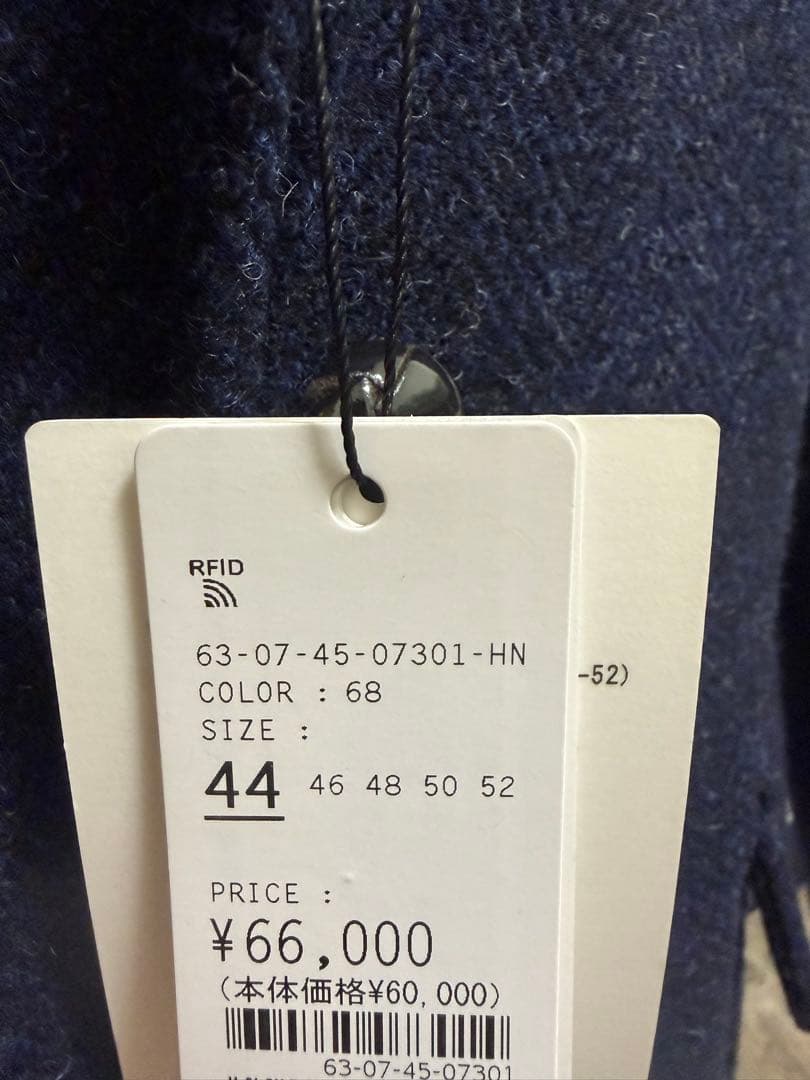 RFID
63-07-45-07301-HN
COLOR : 68
SIZE :
44 46 48 50 52
PRICE :
¥66,000
(本体価格¥60,000)
63-07-45-07301
-52)